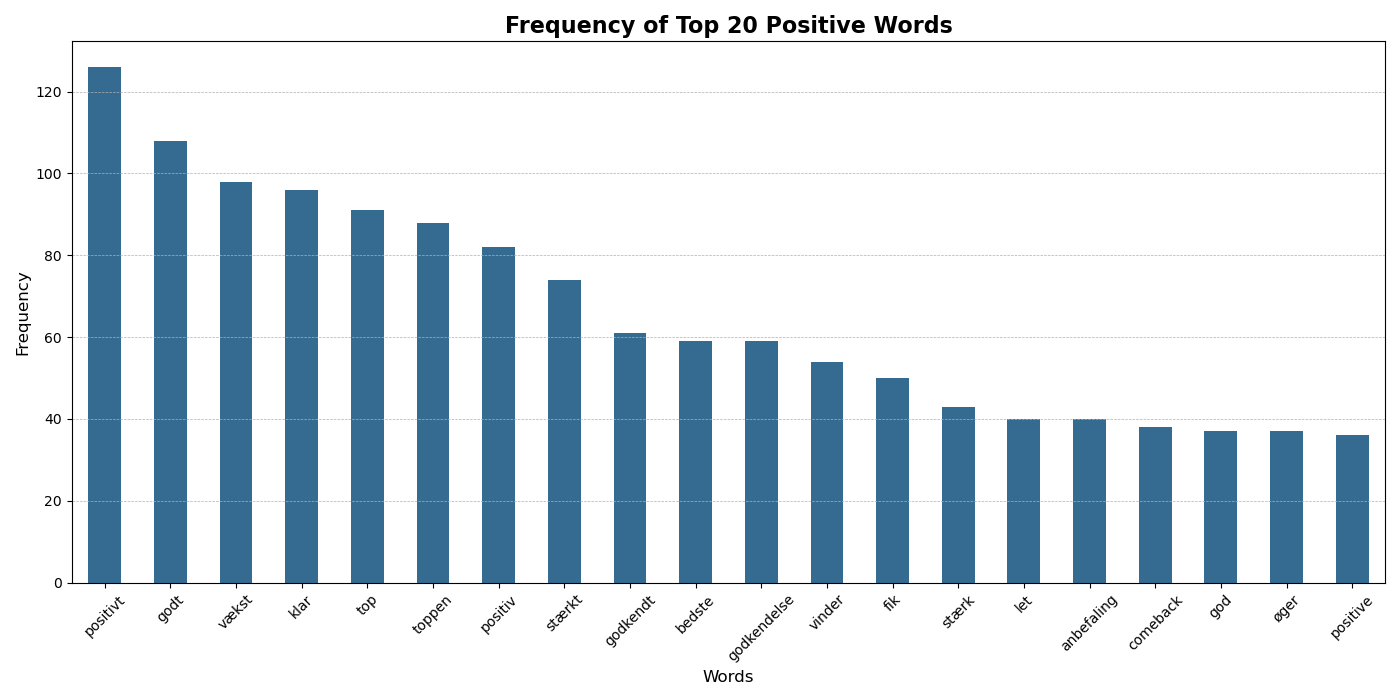 Frequency of Top 20 Positive Words
Frequency
120
100
80
60
40
20
0
positivt
godt
vækst
klar
top
toppen
positiv
stærkt
godkendt
bedste
godkendelse
vinder
fik
stærk
let
anbefaling
comeback
god
øger
positive
Words